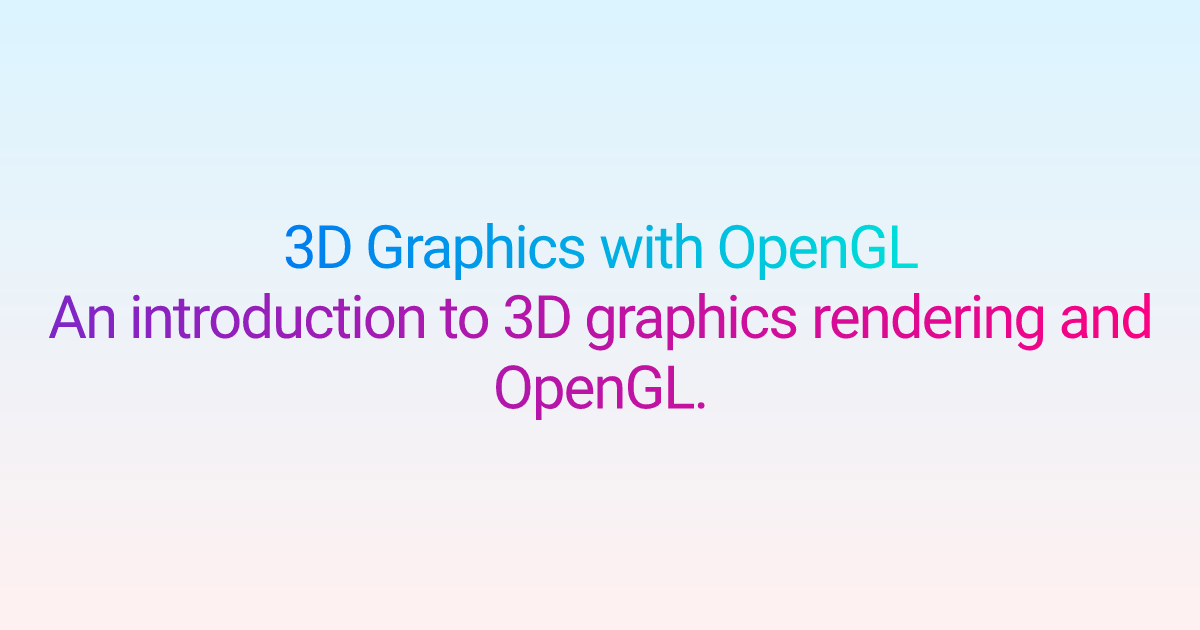 3D Graphics with OpenGL
An introduction to 3D graphics rendering and
OpenGL.